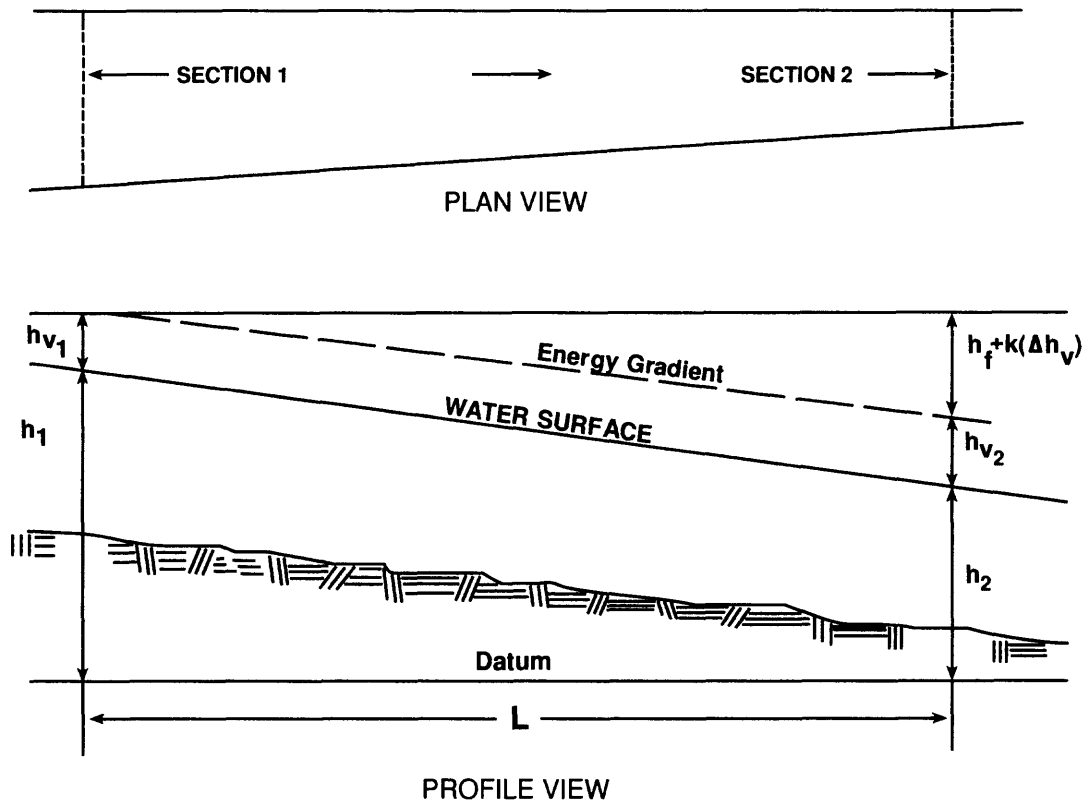 SECTION 1
SECTION 2
PLAN VIEW
hv1
Energy Gradient
hf+k(Δhv)
WATER SURFACE
h1
hv2
h2
Datum
L
PROFILE VIEW